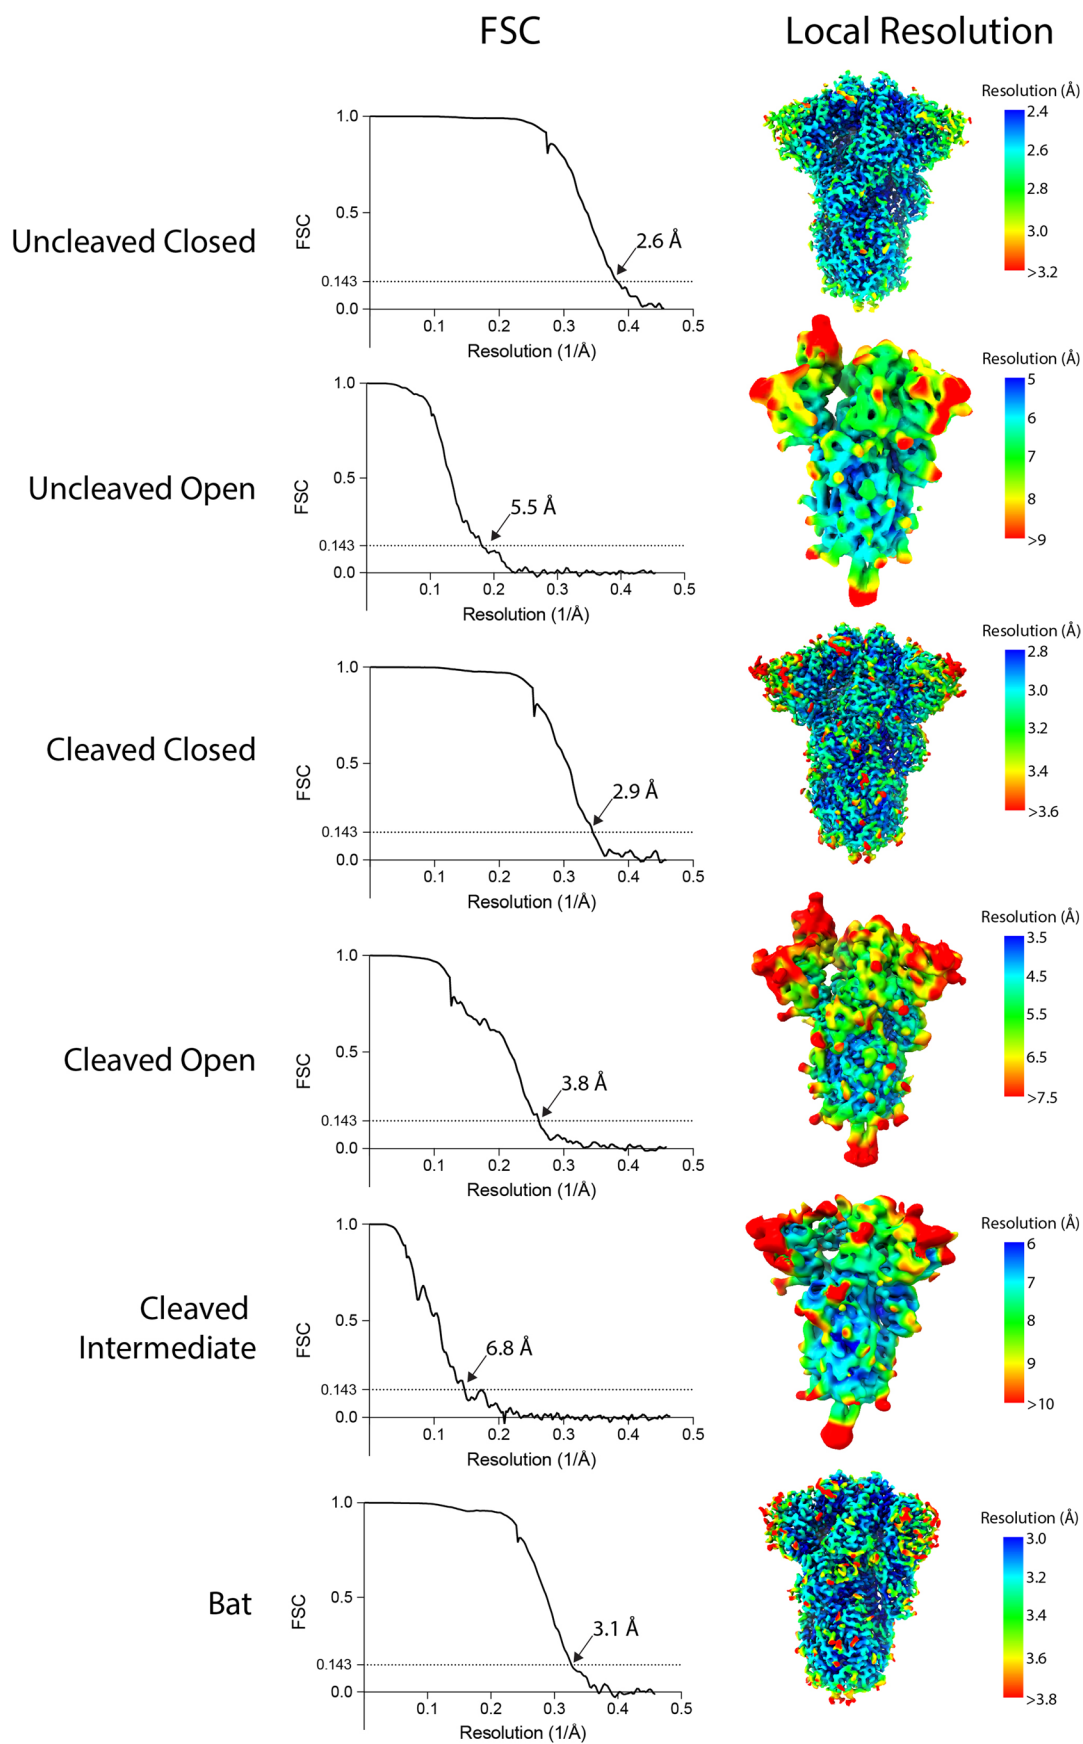 FSC
Local Resolution
Uncleaved Closed
FSC
1.0
0.5
0.143
0.0
2.6 Å
0.1 0.2 0.3 0.4 0.5
Resolution (1/Å)
Resolution (Å)
2.4
2.6
2.8
3.0
>3.2
Uncleaved Open
FSC
1.0
0.5
0.143
0.0
5.5 Å
0.1 0.2 0.3 0.4 0.5
Resolution (1/Å)
Resolution (Å)
5
6
7
8
>9
Cleaved Closed
FSC
1.0
0.5
0.143
0.0
2.9 Å
0.1 0.2 0.3 0.4 0.5
Resolution (1/Å)
Resolution (Å)
2.8
3.0
3.2
3.4
>3.6
Cleaved Open
FSC
1.0
0.5
0.143
0.0
3.8 Å
0.1 0.2 0.3 0.4 0.5
Resolution (1/Å)
Resolution (Å)
3.5
4.5
5.5
6.5
>7.5
Cleaved
Intermediate
FSC
1.0
0.5
0.143
0.0
6.8 Å
0.1 0.2 0.3 0.4 0.5
Resolution (1/Å)
Resolution (Å)
6
7
8
9
>10
Bat
FSC
1.0
0.5
0.143
0.0
3.1 Å
0.1 0.2 0.3 0.4 0.5
Resolution (1/Å)
Resolution (Å)
3.0
3.2
3.4
3.6
>3.8